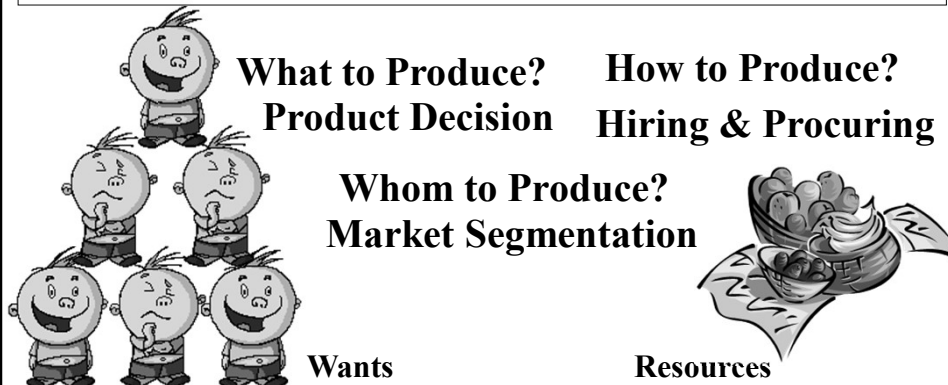 What to Produce?
Product Decision
How to Produce?
Hiring & Procuring
Whom to Produce?
Market Segmentation
Wants
Resources